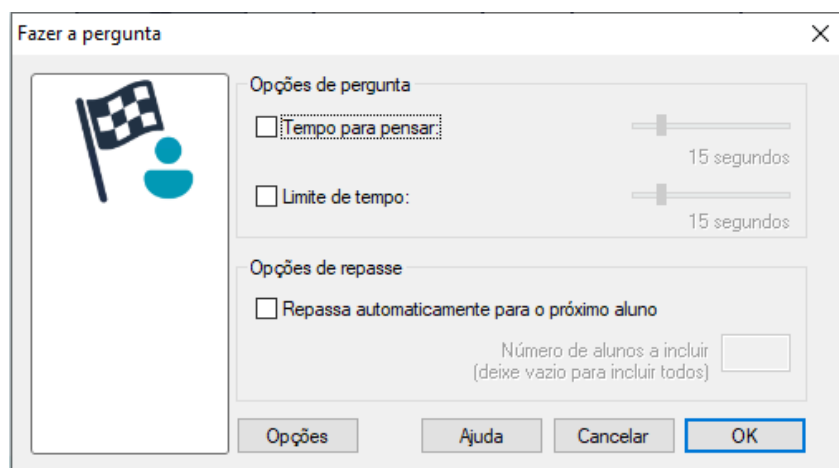 Fazer a pergunta
Opções de pergunta
Tempo para pensar:
15 segundos
Limite de tempo:
15 segundos
Opções de repasse
Repassa automaticamente para o próximo aluno
Número de alunos a incluir
(deixe vazio para incluir todos)
Opções Ajuda Cancelar OK